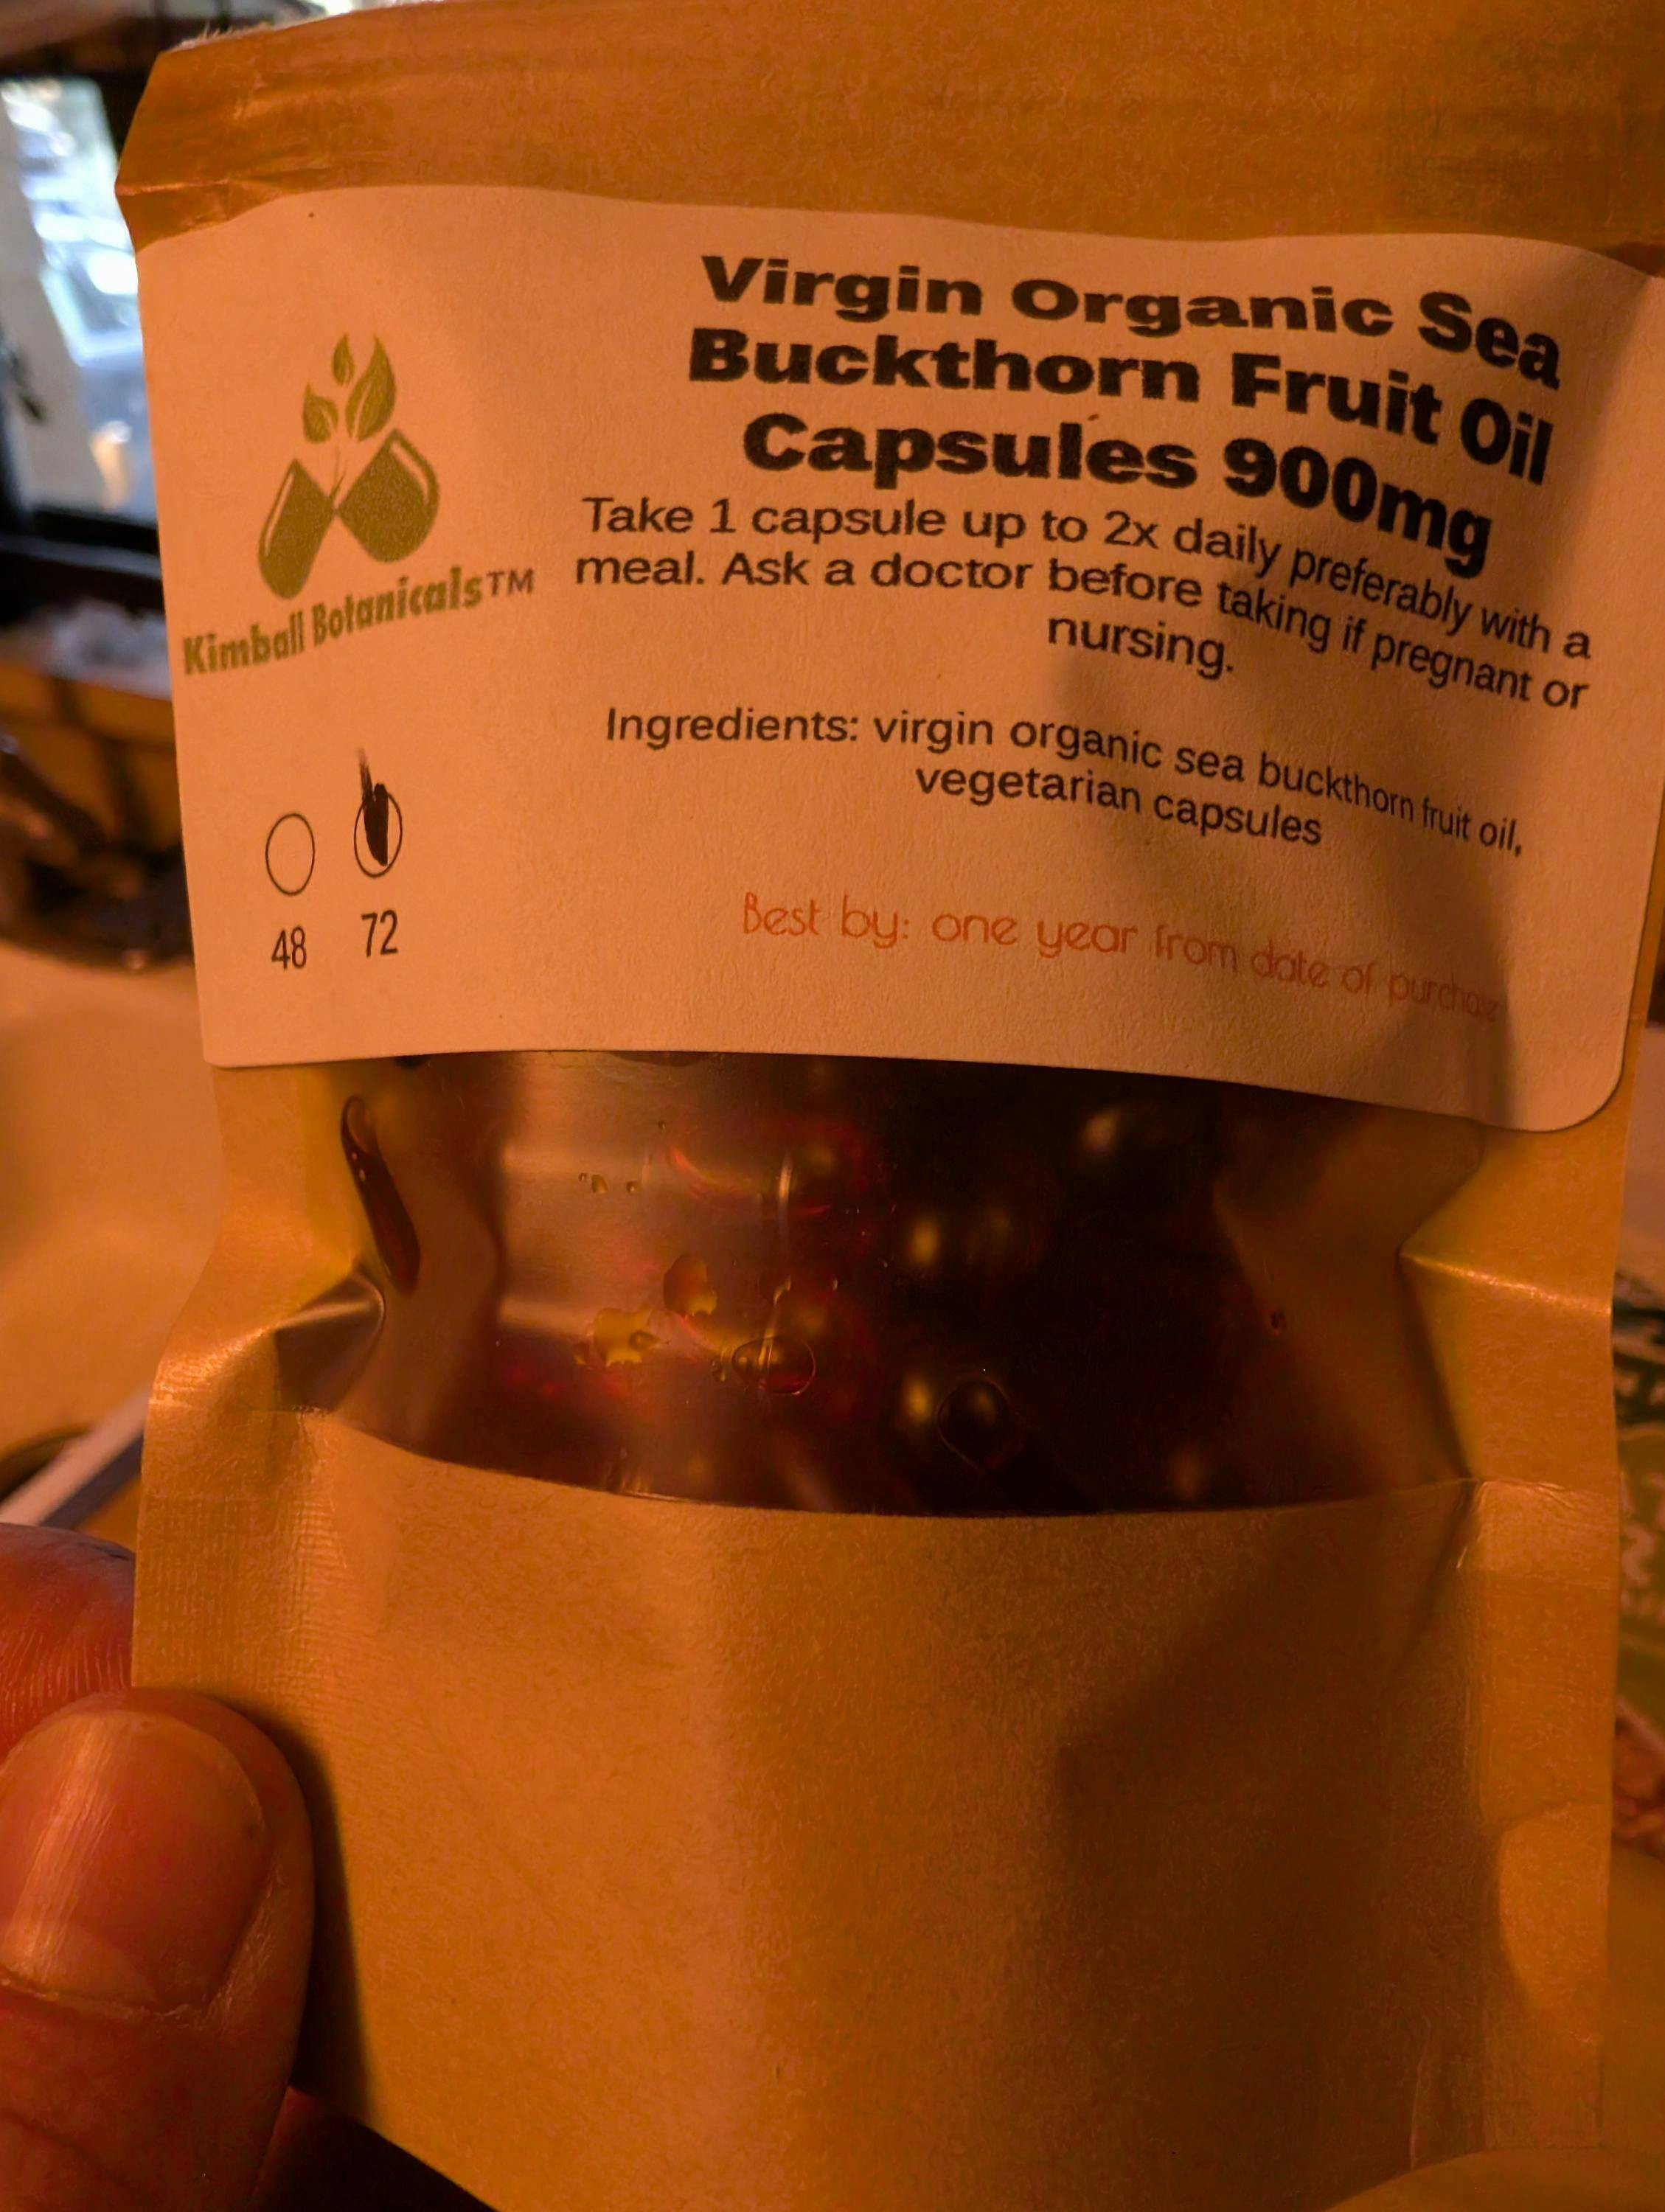 Virgin Organic Sea
Buckthorn Fruit Oil
Capsules 900mg
Take 1 capsule up to 2x daily preferably with a
meal. Ask a doctor before taking if pregnant or
nursing.
Kimball Botanicals™
Ingredients: virgin organic sea buckthorn fruit oil,
vegetarian capsules
48 72
Best by: one year from date of purchase